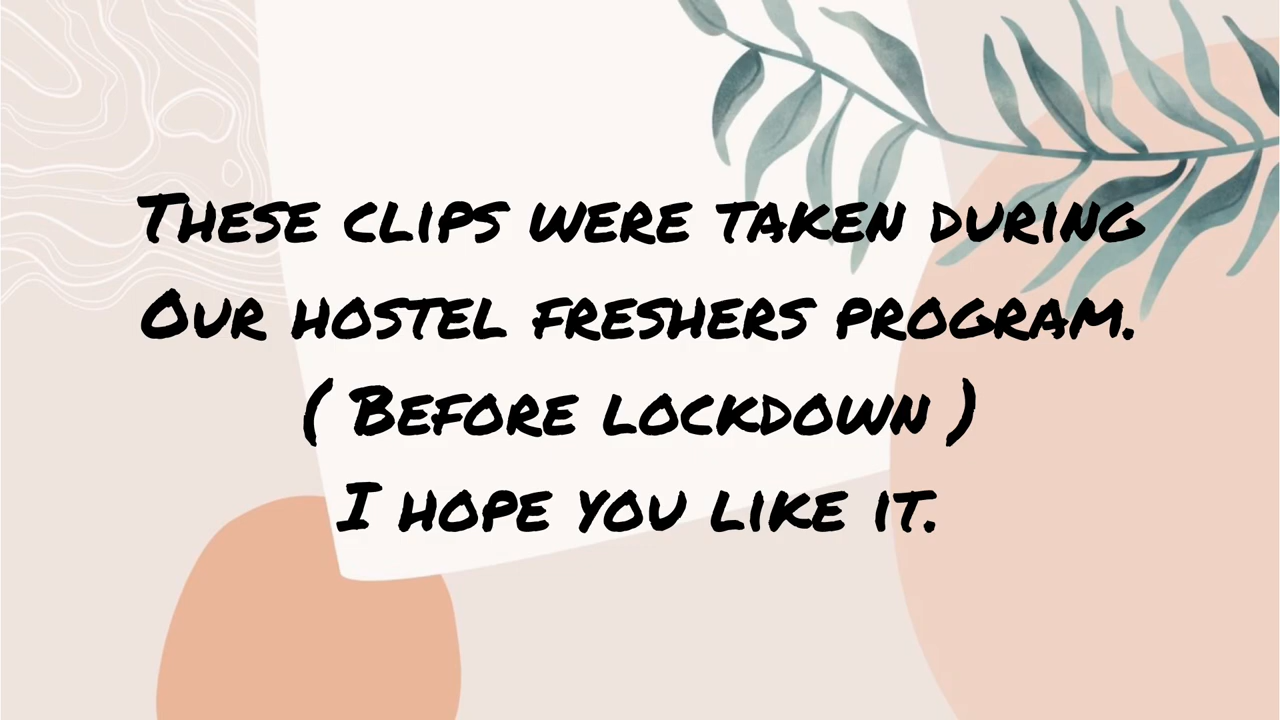 These clips were taken during
Our hostel freshers program.
( Before lockdown )
I hope you like it.